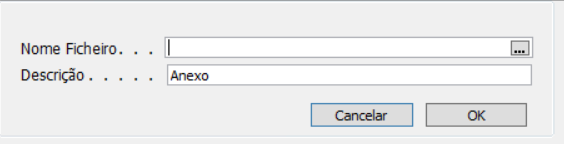 Nome Ficheiro. . . ...
Descrição . . . . . Anexo
Cancelar OK